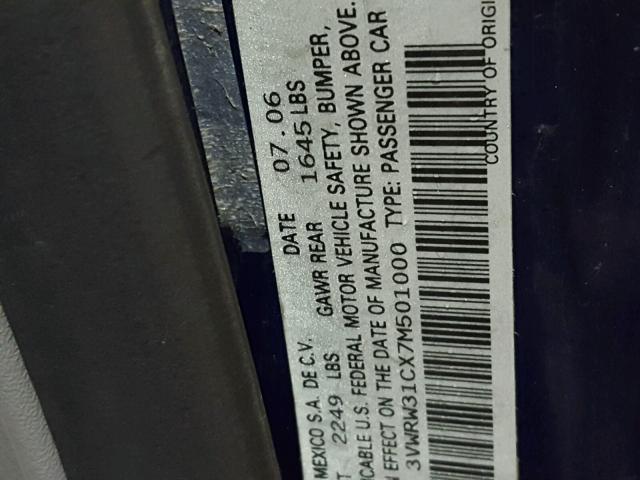 MEXICO S.A. DE C.V. DATE 07.06
2249 LBS GAWR REAR 1645 LBS
U.S. FEDERAL MOTOR VEHICLE SAFETY, BUMPER,
EFFECT ON THE DATE OF MANUFACTURE SHOWN ABOVE.
3VWRW31CX7M501000 TYPE: PASSENGER CAR
COUNTRY OF